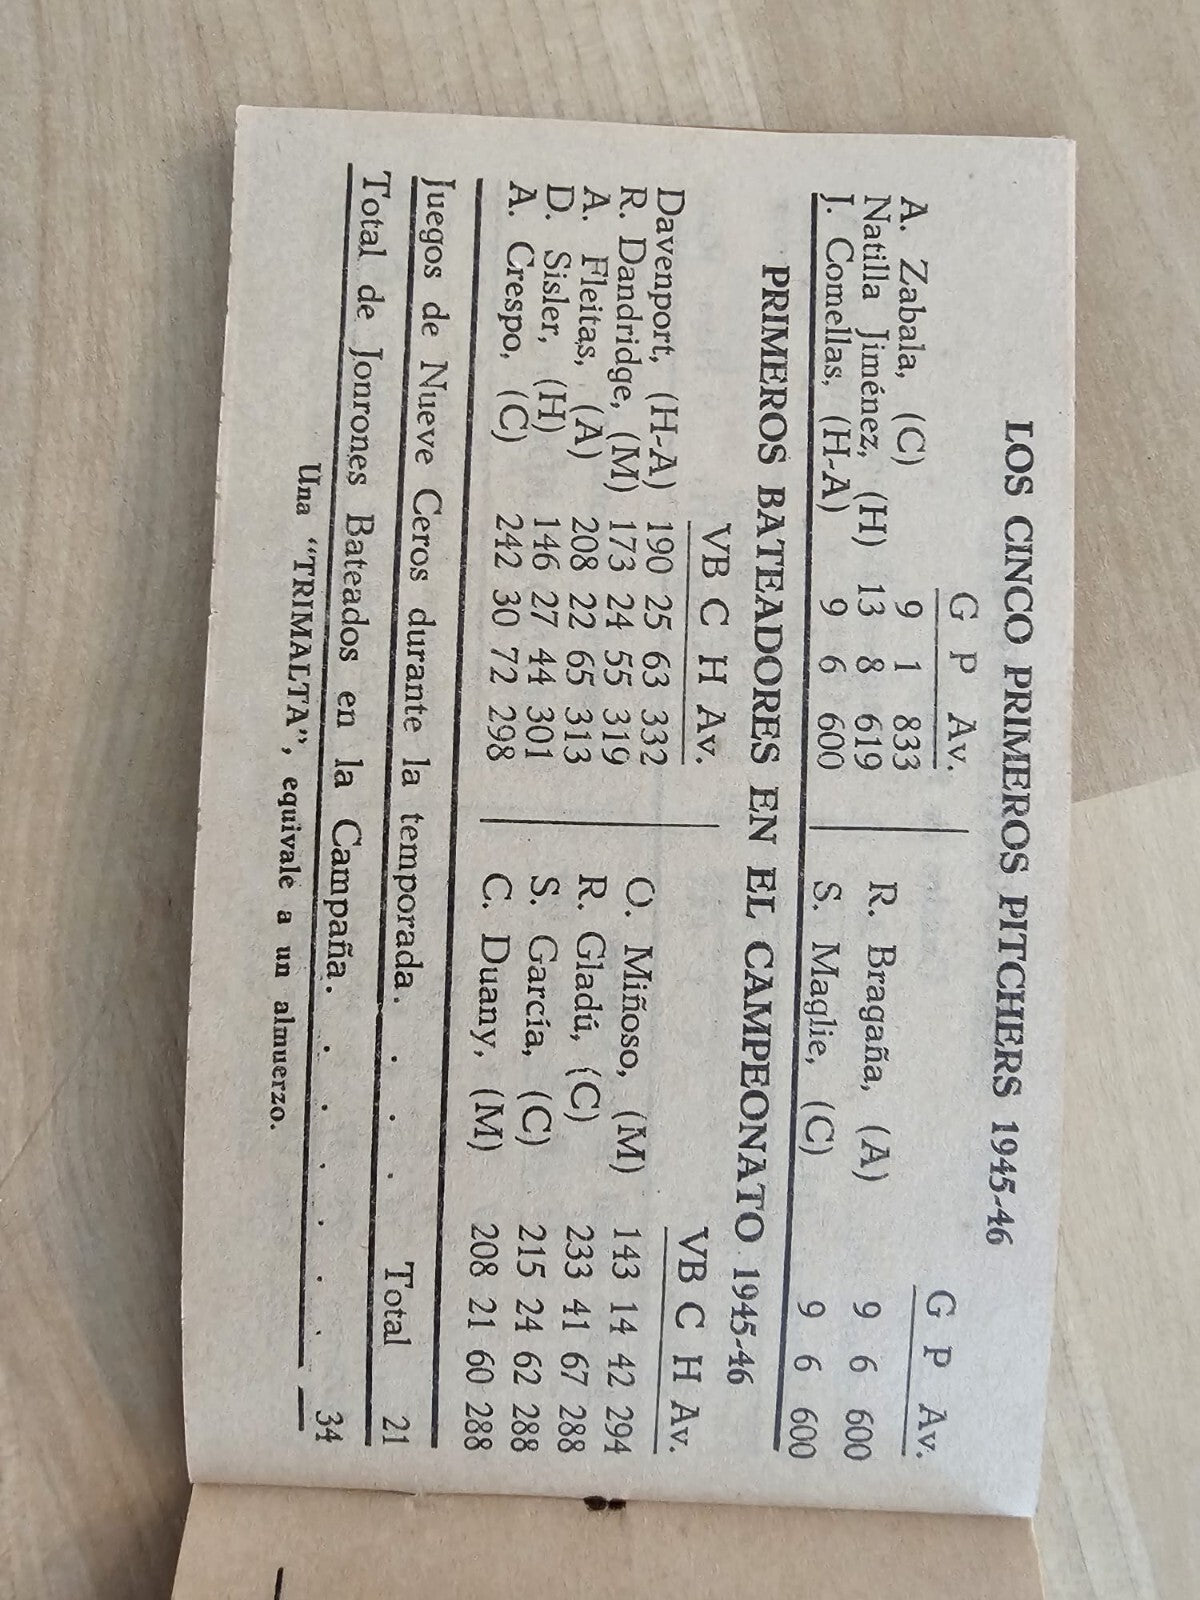 LOS CINCO PRIMEROS PITCHERS 1945-46
G P Av.
A. Zabala, (C) 9 1 833
Natilla Jiménez, (H) 13 8 619
J. Comellas, (H-A) 9 6 600
G P Av.
R. Bragaña, (A) 9 6 600
S. Maglie, (C) 9 6 600
PRIMEROS BATEADORES EN EL CAMPEONATO 1945-46
VB C H Av.
Davenport, (H-A) 190 25 63 332
R. Dandridge, (M) 173 24 55 319
A. Fleitas, (A) 208 22 65 313
D. Sisler, (H) 146 27 44 301
A. Crespo, (C) 242 30 72 298
VB C H Av.
O. Miñoso, (M) 143 14 42 294
R. Gladú, (C) 233 41 67 288
S. García, (C) 215 24 62 288
C. Duany, (M) 208 21 60 288
Juegos de Nueve Ceros durante la temporada. . . . Total 21
Total de Jonrones Bateados en la Campaña. . . . . . . 34
Una "TRIMALTA", equivale a un almuerzo.